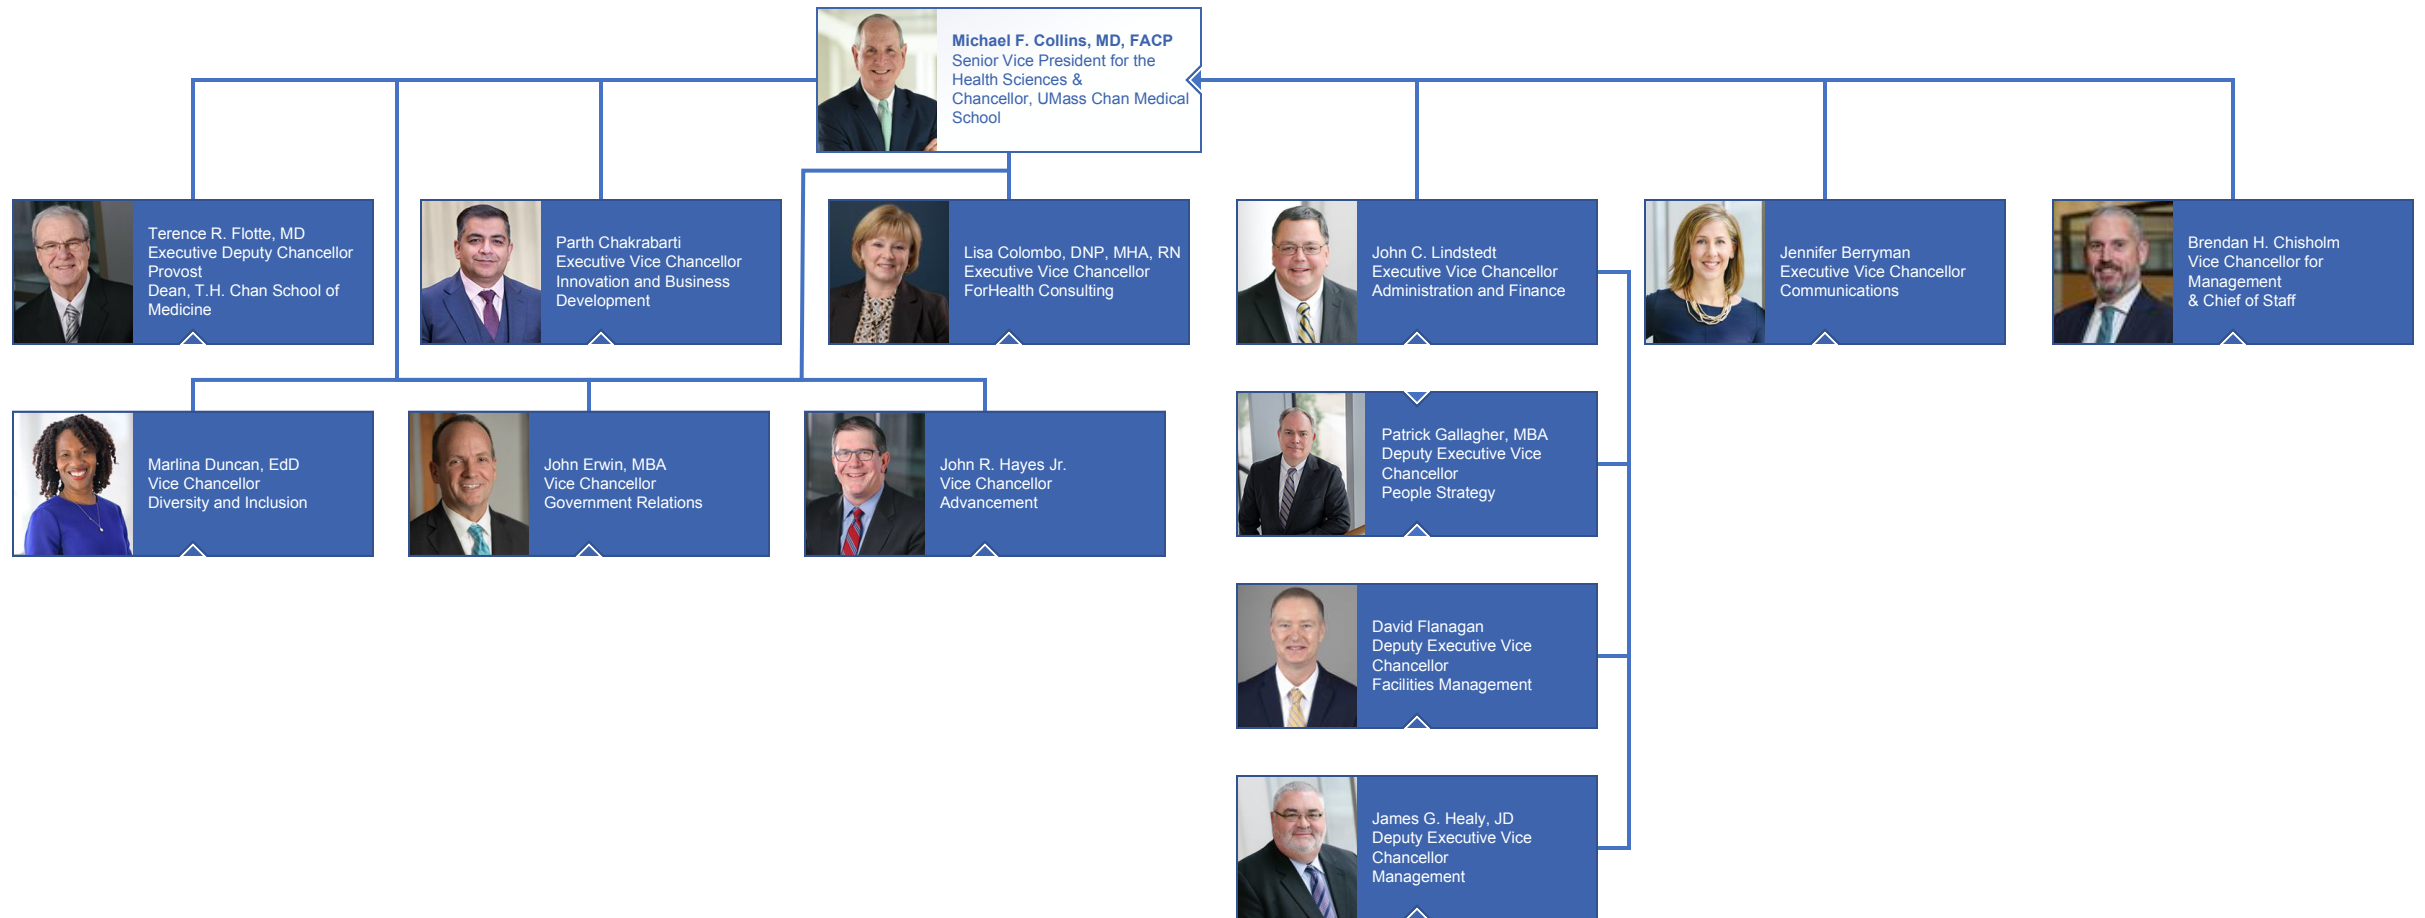 Michael F. Collins, MD, FACP
Senior Vice President for the
Health Sciences &
Chancellor, UMass Chan Medical
School
Terence R. Flotte, MD
Executive Deputy Chancellor
Provost
Dean, T.H. Chan School of
Medicine
Parth Chakrabarti
Executive Vice Chancellor
Innovation and Business
Development
Lisa Colombo, DNP, MHA, RN
Executive Vice Chancellor
ForHealth Consulting
John C. Lindstedt
Executive Vice Chancellor
Administration and Finance
Jennifer Berryman
Executive Vice Chancellor
Communications
Brendan H. Chisholm
Vice Chancellor for
Management
& Chief of Staff
Marlina Duncan, EdD
Vice Chancellor
Diversity and Inclusion
John Erwin, MBA
Vice Chancellor
Government Relations
John R. Hayes Jr.
Vice Chancellor
Advancement
Patrick Gallagher, MBA
Deputy Executive Vice
Chancellor
People Strategy
David Flanagan
Deputy Executive Vice
Chancellor
Facilities Management
James G. Healy, JD
Deputy Executive Vice
Chancellor
Management